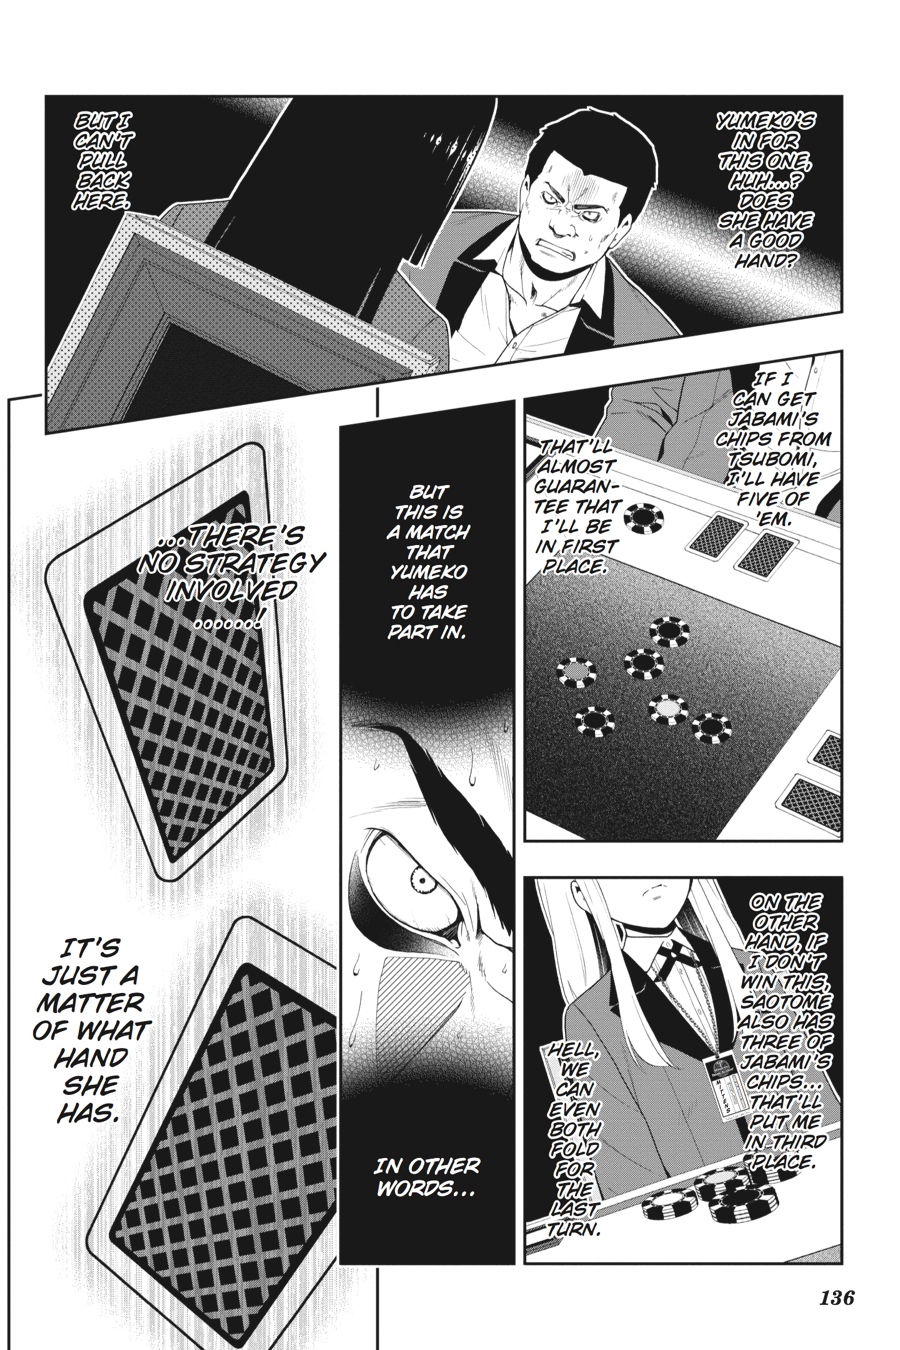 YUMEKO'S
IN FOR
THIS ONE,
HUH...?
DOES
SHE HAVE
A GOOD
HAND?
BUT I
CAN'T
PULL
BACK
HERE.
IF I
CAN GET
JABAMI'S
CHIPS FROM
TSUBOMI,
I'LL HAVE
FIVE OF
'EM.
THAT'LL
ALMOST
GUARAN-
TEE THAT
I'LL BE
IN FIRST
PLACE.
ON THE
OTHER
HAND, IF
I DON'T
WIN THIS,
SAOTOME
ALSO HAS
THREE OF
JABAMI'S
CHIPS...
THAT'LL
PUT ME
IN THIRD
PLACE.
HELL,
WE
CAN
EVEN
BOTH
FOLD
FOR
THE
LAST
TURN.
BUT
THIS IS
A MATCH
THAT
YUMEKO
HAS
TO TAKE
PART IN.
IN OTHER
WORDS...
...THERE'S
NO STRATEGY
INVOLVED
.......!
IT'S
JUST A
MATTER
OF WHAT
HAND
SHE
HAS.
136